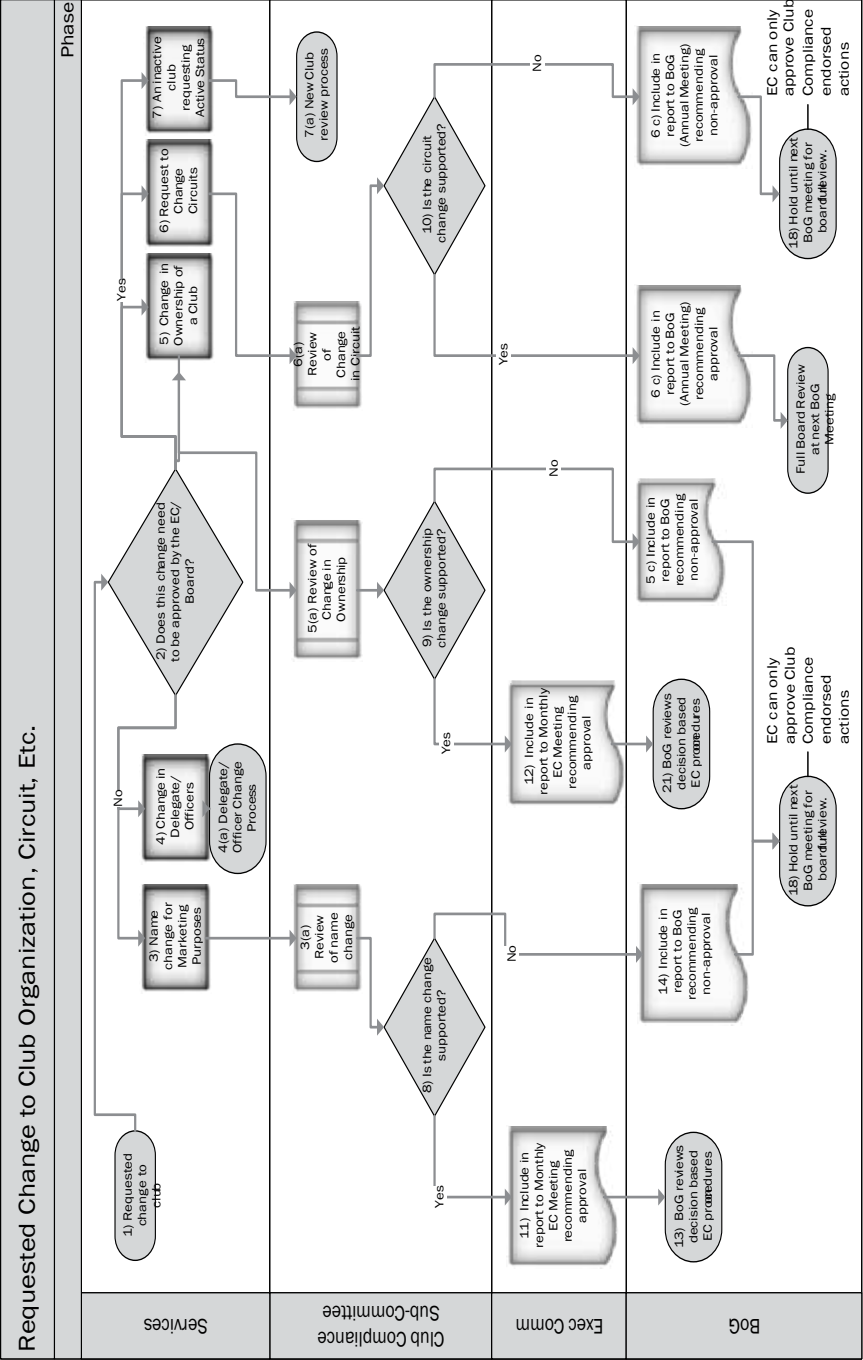 Requested Change to Club Organization, Circuit, Etc.
Phase
Services
1) Requested
change to
club
2) Does this change need
to be approved by the EC/
Board?
No
Yes
3) Name
change for
Marketing
Purposes
4) Change in
Delegate/
Officers
4(a) Delegate/
Officer Change
Process
5) Change in
Ownership of
a Club
6) Request to
Change
Circuits
7) An inactive
club
requesting
Active Status
Club Compliance
Sub-Committee
3(a)
Review
of name
change
5(a) Review of
Change in
Ownership
6(a)
Review
of
Change
in Circuit
7(a) New Club
review process
8) Is the name change
supported?
9) Is the ownership
change supported?
10) Is the circuit
change supported?
Exec Comm
Yes
No
Yes
No
Yes
No
11) Include in
report to Monthly
EC Meeting
recommending
approval
12) Include in
report to Monthly
EC Meeting
recommending
approval
BoG
13) BoG reviews
decision based
EC procedures
14) Include in
report to BoG
recommending
non-approval
21) BoG reviews
decision based
EC procedures
5 c) Include in
report to BoG
recommending
non-approval
6 c) Include in
report to BoG
(Annual Meeting)
recommending
approval
6 c) Include in
report to BoG
(Annual Meeting)
recommending
non-approval
18) Hold until next
BoG meeting for
board review.
EC can only
approve Club
Compliance
endorsed
actions
Full Board Review
at next BoG
Meeting
18) Hold until next
BoG meeting for
board review.
EC can only
approve Club
Compliance
endorsed
actions